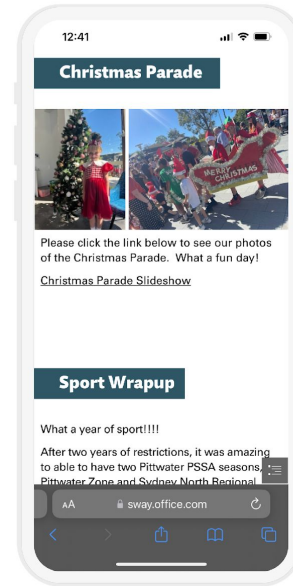 12:41
Christmas Parade
MERRY
CHRISTMAS
Please click the link below to see our photos
of the Christmas Parade.  What a fun day!
Christmas Parade Slideshow
Sport Wrapup
What a year of sport!!!!
After two years of restrictions, it was amazing
to able to have two Pittwater PSSA seasons,
Pittwater Zone and Sydney North Regional
AA sway.office.com